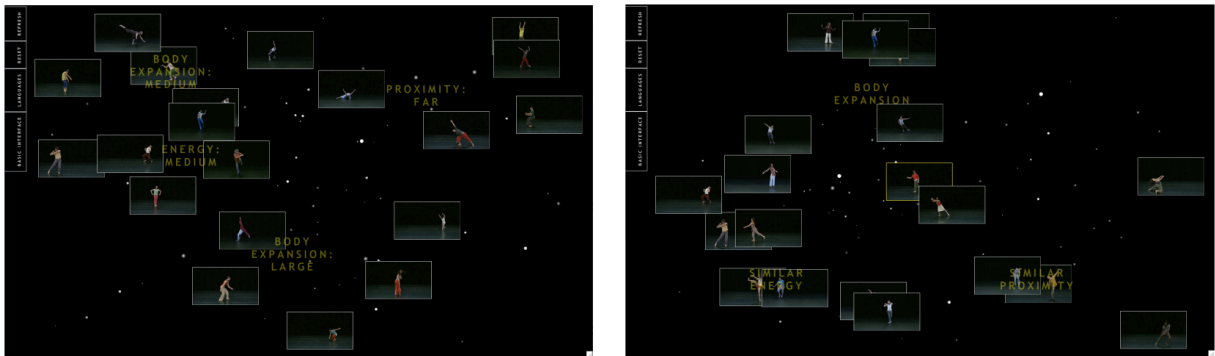 REFRESH
RESET
LANGUAGES
BASIC INTERFACE
BODY
EXPANSION:
MEDIUM
PROXIMITY:
FAR
ENERGY:
MEDIUM
BODY
EXPANSION:
LARGE
REFRESH
RESET
LANGUAGES
BASIC INTERFACE
BODY
EXPANSION
SIMILAR
ENERGY
SIMILAR
PROXIMITY